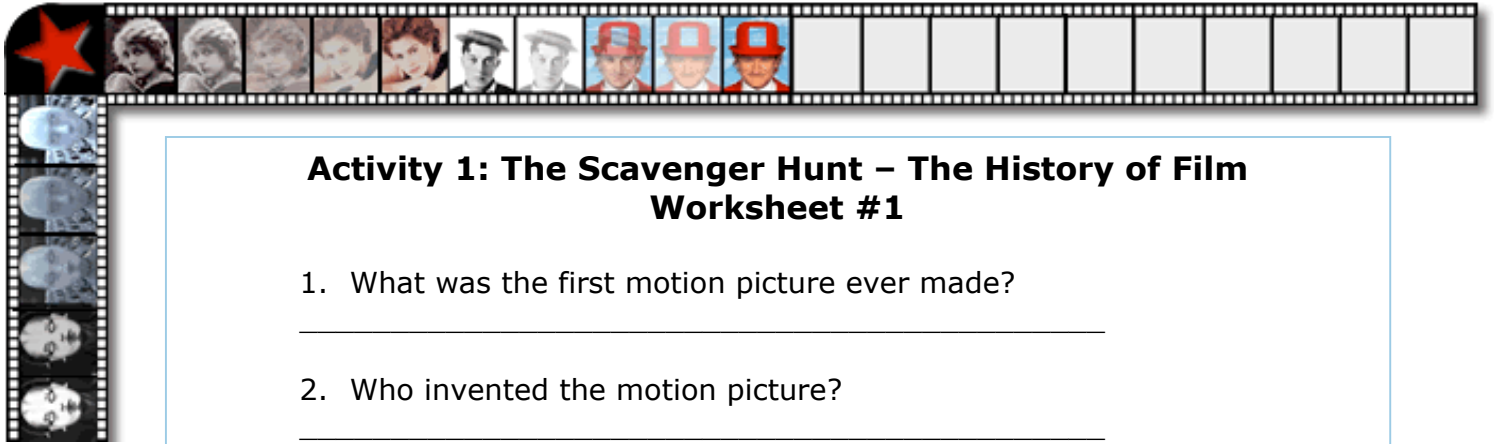 Activity 1: The Scavenger Hunt – The History of Film
Worksheet #1
1. What was the first motion picture ever made?
2. Who invented the motion picture?